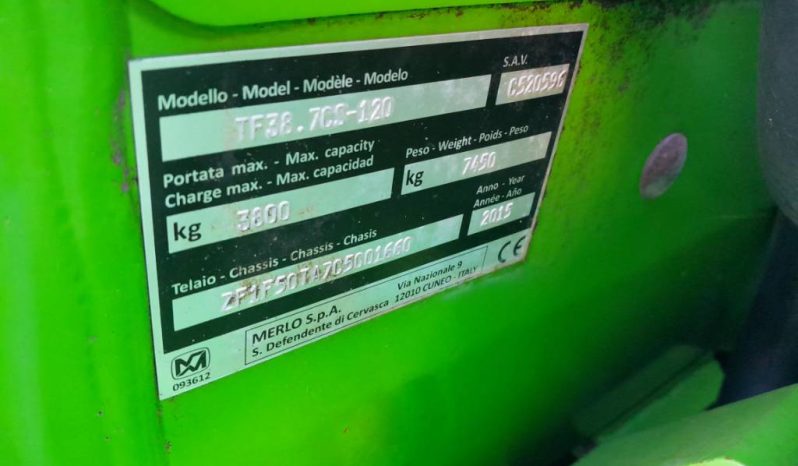 Modello - Model - Modèle - Modelo
S.A.V.
TF38.7CS-120
C520596
Portata max. - Max. capacity
Charge max. - Max. capacidad
Peso - Weight - Poids - Peso
kg 3800
kg 7450
Anno - Year
Année - Año
2015
Telaio - Chassis - Chassis - Chasis
ZF1F50TA7C5001660
MERLO S.p.A.
S. Defendente di Cervasca
Via Nazionale 9
12010 CUNEO - ITALY
CE
093612